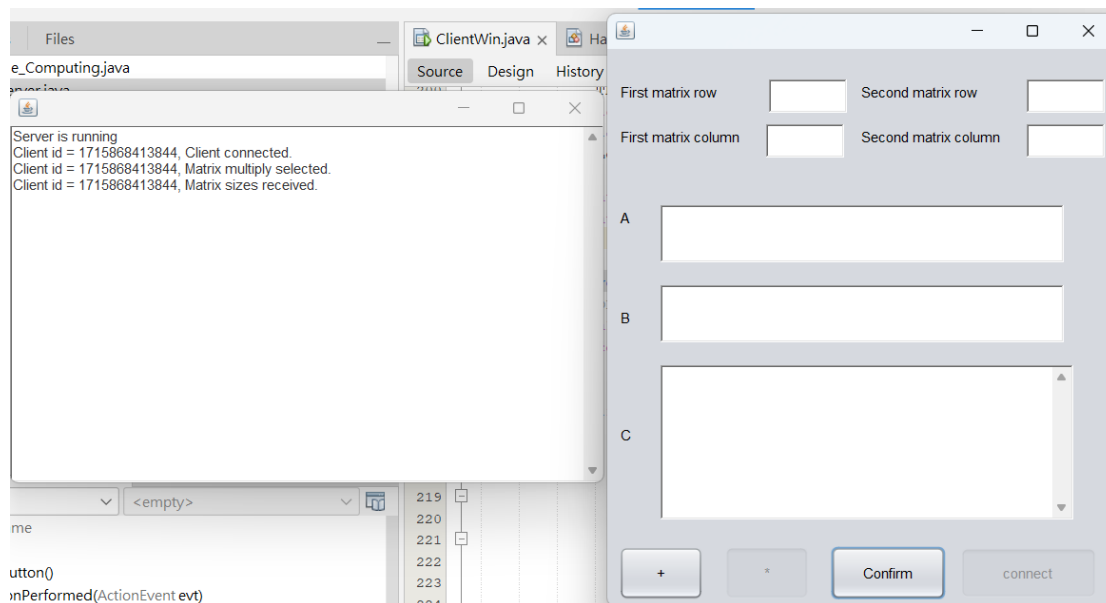 Files
e_Computing.java
ClientWin.java ×
Ha
Source Design History
Server is running
Client id = 1715868413844, Client connected.
Client id = 1715868413844, Matrix multiply selected.
Client id = 1715868413844, Matrix sizes received.
<empty>
me
utton()
onPerformed(ActionEvent evt)
219
220
221
222
223
First matrix row
Second matrix row
First matrix column
Second matrix column
A
B
C
+
*
Confirm
connect